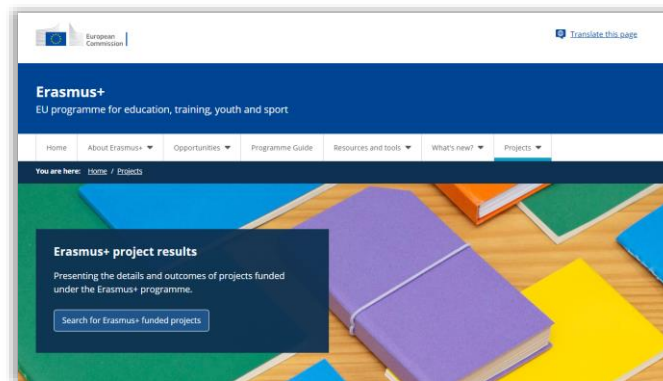 European
Commission
Translate this page
Erasmus+
EU programme for education, training, youth and sport
Home About Erasmus+ Opportunities Programme Guide Resources and tools What's new? Projects
You are here: Home / Projects
Erasmus+ project results
Presenting the details and outcomes of projects funded
under the Erasmus+ programme.
Search for Erasmus+ funded projects